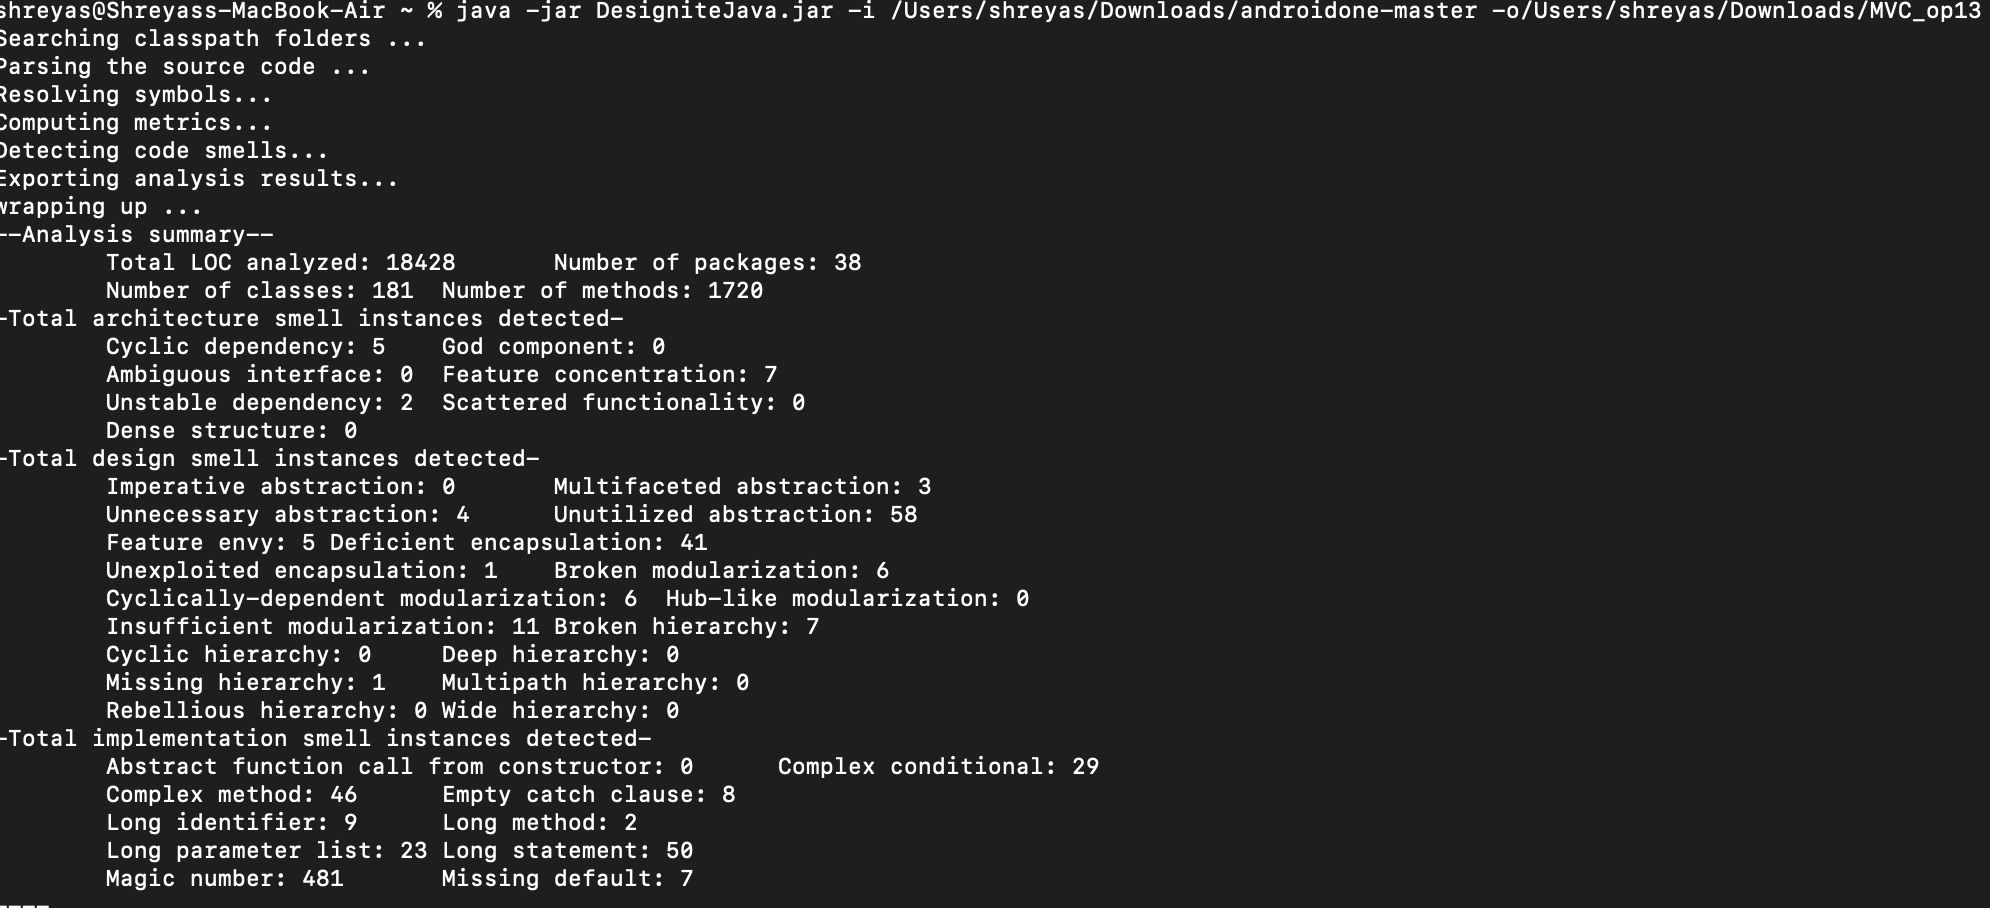 shreyas@Shreyass-MacBook-Air ~ % java -jar DesigniteJava.jar -i /Users/shreyas/Downloads/androidone-master -o/Users/shreyas/Downloads/MVC_op13
Searching classpath folders ...
Parsing the source code ...
Resolving symbols...
Computing metrics...
Detecting code smells...
Exporting analysis results...
wrapping up ...
--Analysis summary--
Total LOC analyzed: 18428 Number of packages: 38
Number of classes: 181 Number of methods: 1720
-Total architecture smell instances detected-
Cyclic dependency: 5 God component: 0
Ambiguous interface: 0 Feature concentration: 7
Unstable dependency: 2 Scattered functionality: 0
Dense structure: 0
-Total design smell instances detected-
Imperative abstraction: 0 Multifaceted abstraction: 3
Unnecessary abstraction: 4 Unutilized abstraction: 58
Feature envy: 5 Deficient encapsulation: 41
Unexploited encapsulation: 1 Broken modularization: 6
Cyclically-dependent modularization: 6 Hub-like modularization: 0
Insufficient modularization: 11 Broken hierarchy: 7
Cyclic hierarchy: 0 Deep hierarchy: 0
Missing hierarchy: 1 Multipath hierarchy: 0
Rebellious hierarchy: 0 Wide hierarchy: 0
-Total implementation smell instances detected-
Abstract function call from constructor: 0 Complex conditional: 29
Complex method: 46 Empty catch clause: 8
Long identifier: 9 Long method: 2
Long parameter list: 23 Long statement: 50
Magic number: 481 Missing default: 7
----